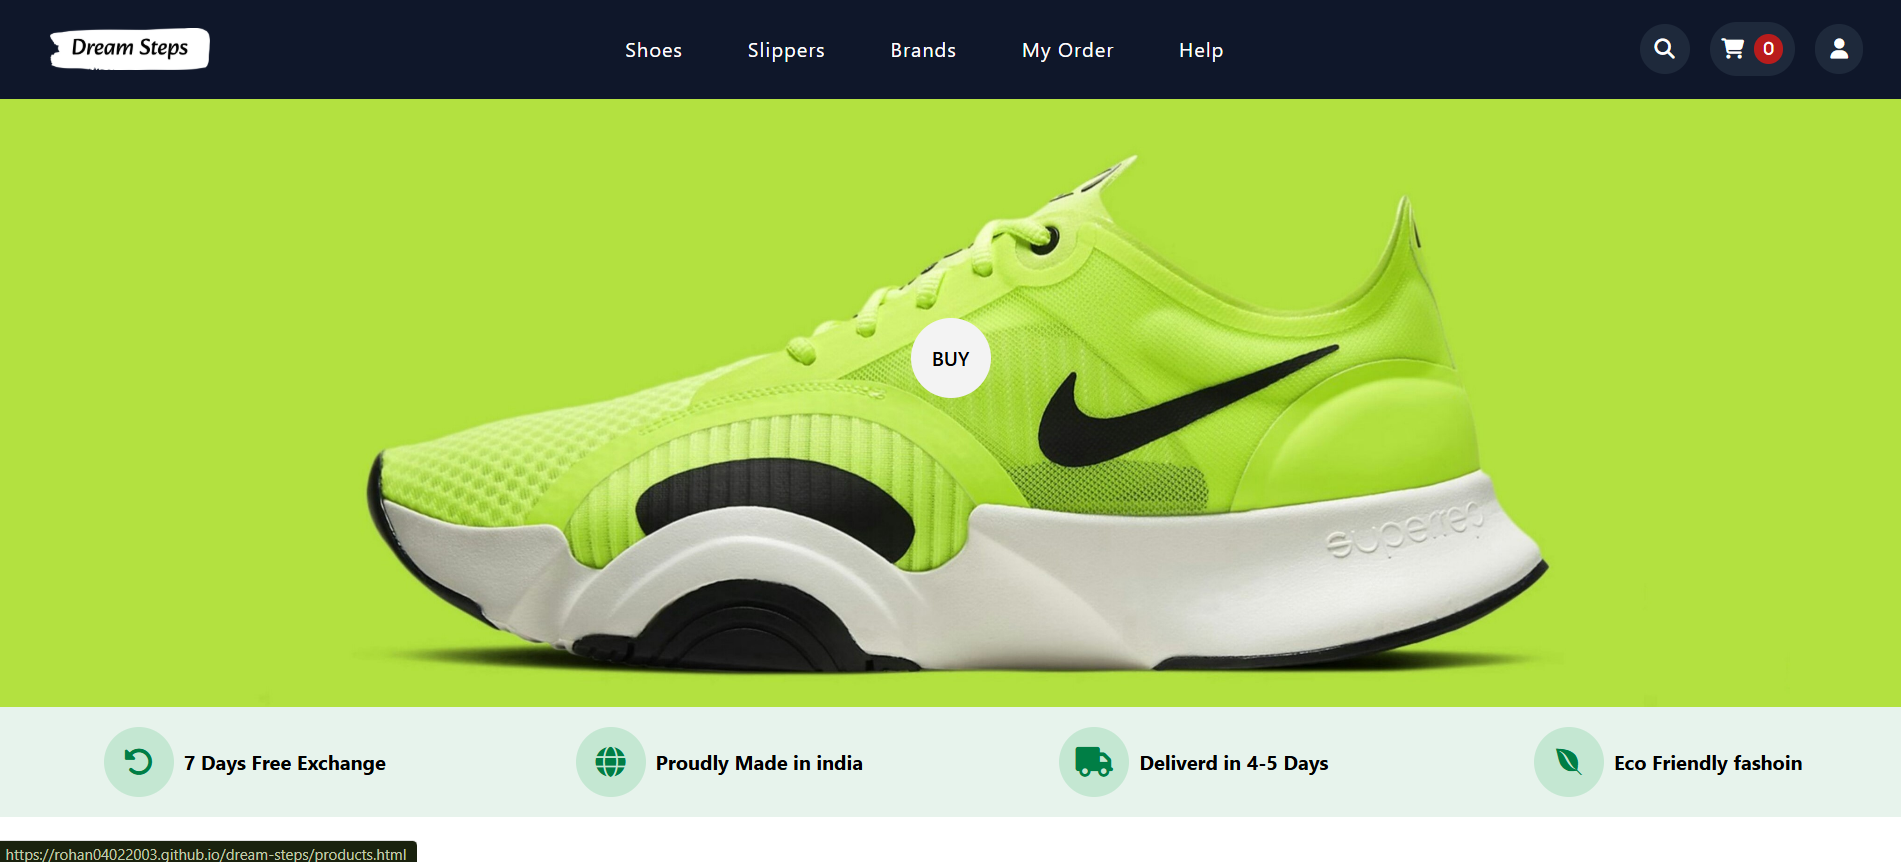 Dream Steps
Shoes
Slippers
Brands
My Order
Help
0
BUY
superrep
7 Days Free Exchange
Proudly Made in india
Deliverd in 4-5 Days
Eco Friendly fashoin
https://rohan04022003.github.io/dream-steps/products.html